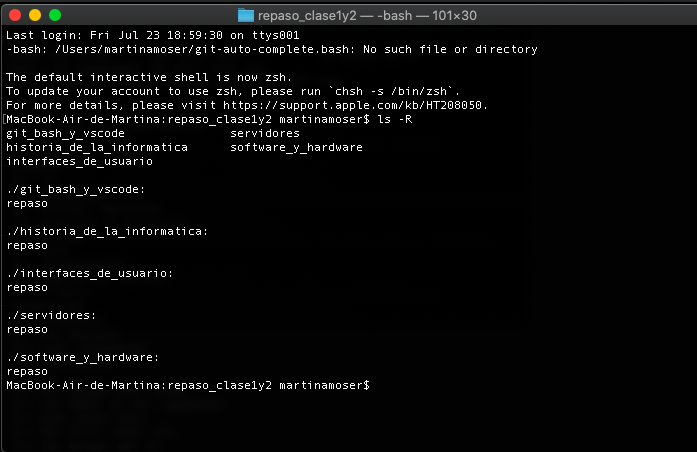 repaso_clase1y2 — -bash — 101×30
Last login: Fri Jul 23 18:59:30 on ttys001
-bash: /Users/martinamoser/git-auto-complete.bash: No such file or directory
The default interactive shell is now zsh.
To update your account to use zsh, please run `chsh -s /bin/zsh`.
For more details, please visit https://support.apple.com/kb/HT208050.
[MacBook-Air-de-Martina:repaso_clase1y2 martinamoser$ ls -R
git_bash_y_vscode servidores
historia_de_la_informatica software_y_hardware
interfaces_de_usuario
./git_bash_y_vscode:
repaso
./historia_de_la_informatica:
repaso
./interfaces_de_usuario:
repaso
./servidores:
repaso
./software_y_hardware:
repaso
MacBook-Air-de-Martina:repaso_clase1y2 martinamoser$